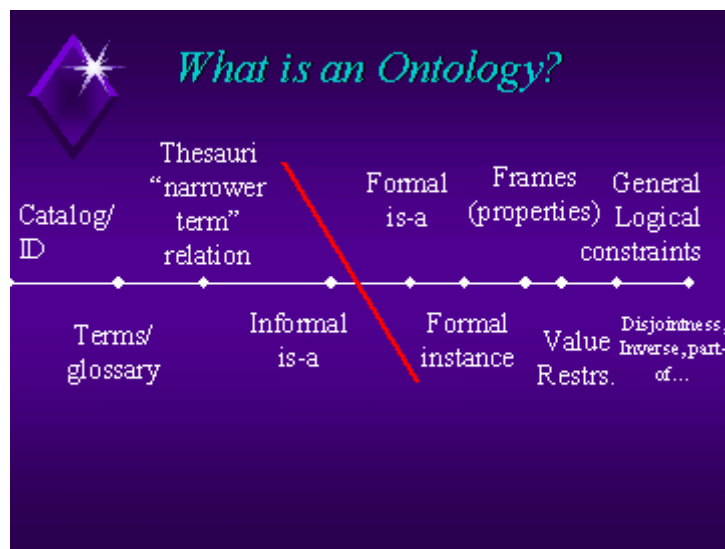 What is an Ontology?
Thesauri
“narrower
term”
relation
Formal
is-a
Frames
(properties)
General
Logical
constraints
Catalog/
ID
Terms/
glossary
Informal
is-a
Formal
instance
Value
Restrs.
Disjointness,
Inverse,part-
of...